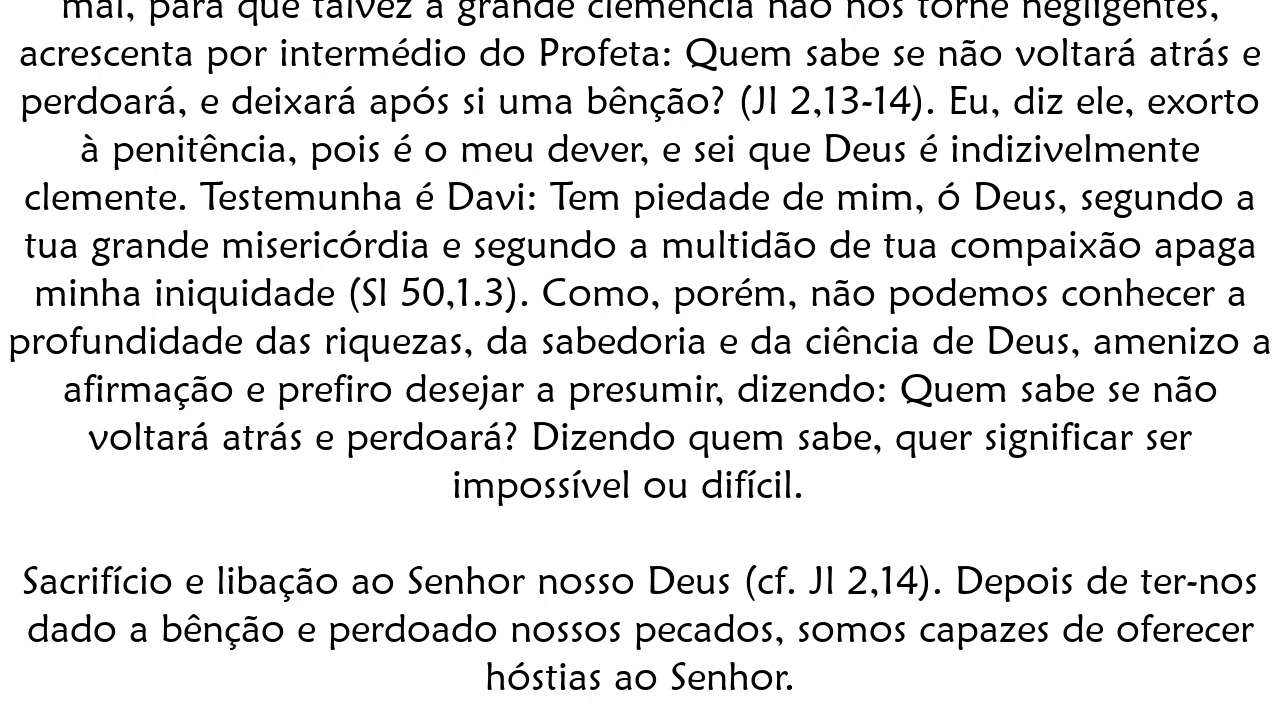 mal, para que talvez a grande clemência não nos torne negligentes,
acrescenta por intermédio do Profeta: Quem sabe se não voltará atrás e
perdoará, e deixará após si uma bênção? (Jl 2,13-14). Eu, diz ele, exorto
à penitência, pois é o meu dever, e sei que Deus é indizivelmente
clemente. Testemunha é Davi: Tem piedade de mim, ó Deus, segundo a
tua grande misericórdia e segundo a multidão de tua compaixão apaga
minha iniquidade (Sl 50,1.3). Como, porém, não podemos conhecer a
profundidade das riquezas, da sabedoria e da ciência de Deus, amenizo a
afirmação e prefiro desejar a presumir, dizendo: Quem sabe se não
voltará atrás e perdoará? Dizendo quem sabe, quer significar ser
impossível ou difícil.
Sacrifício e libação ao Senhor nosso Deus (cf. Jl 2,14). Depois de ter-nos
dado a bênção e perdoado nossos pecados, somos capazes de oferecer
hóstias ao Senhor.